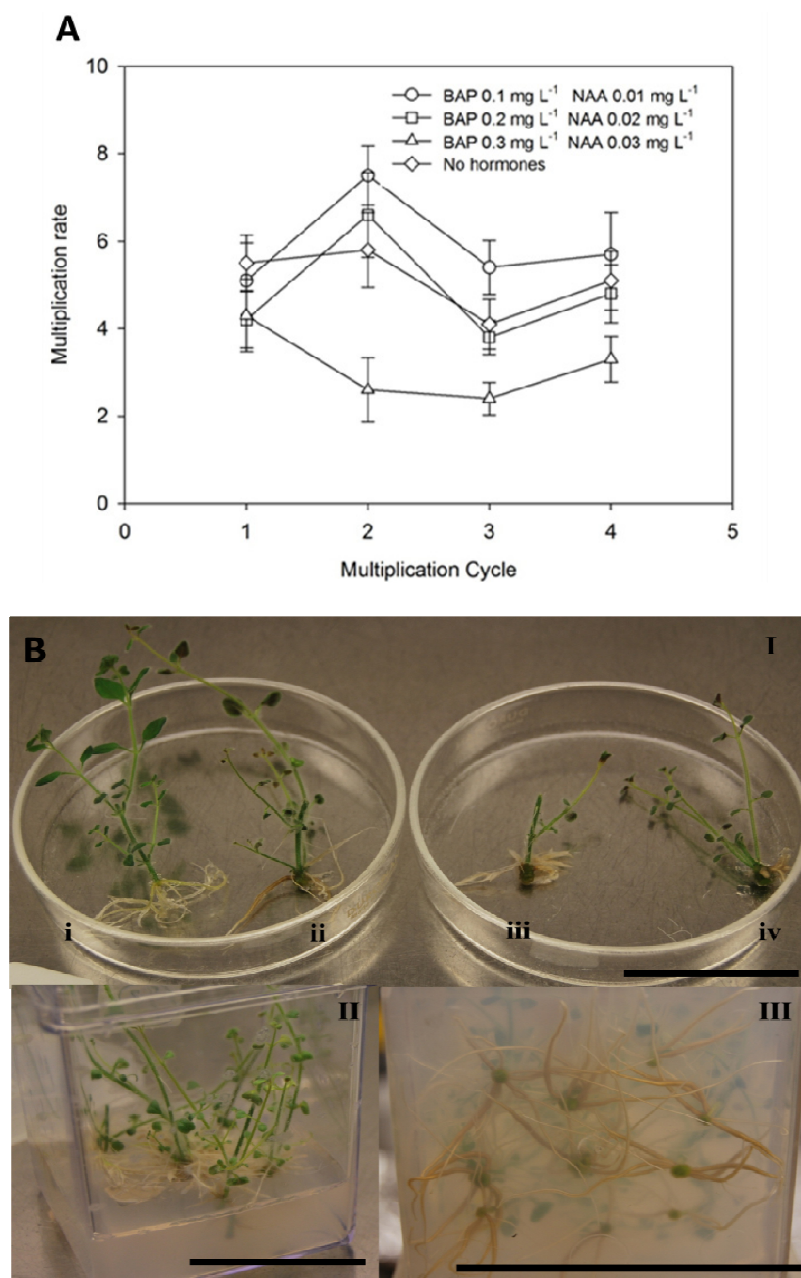 A
10
BAP 0.1 mg L⁻¹ NAA 0.01 mg L⁻¹
BAP 0.2 mg L⁻¹ NAA 0.02 mg L⁻¹
BAP 0.3 mg L⁻¹ NAA 0.03 mg L⁻¹
No hormones
8
6
4
2
0
Multiplication rate
0 1 2 3 4 5
Multiplication Cycle
B
I
i ii iii iv
II
III